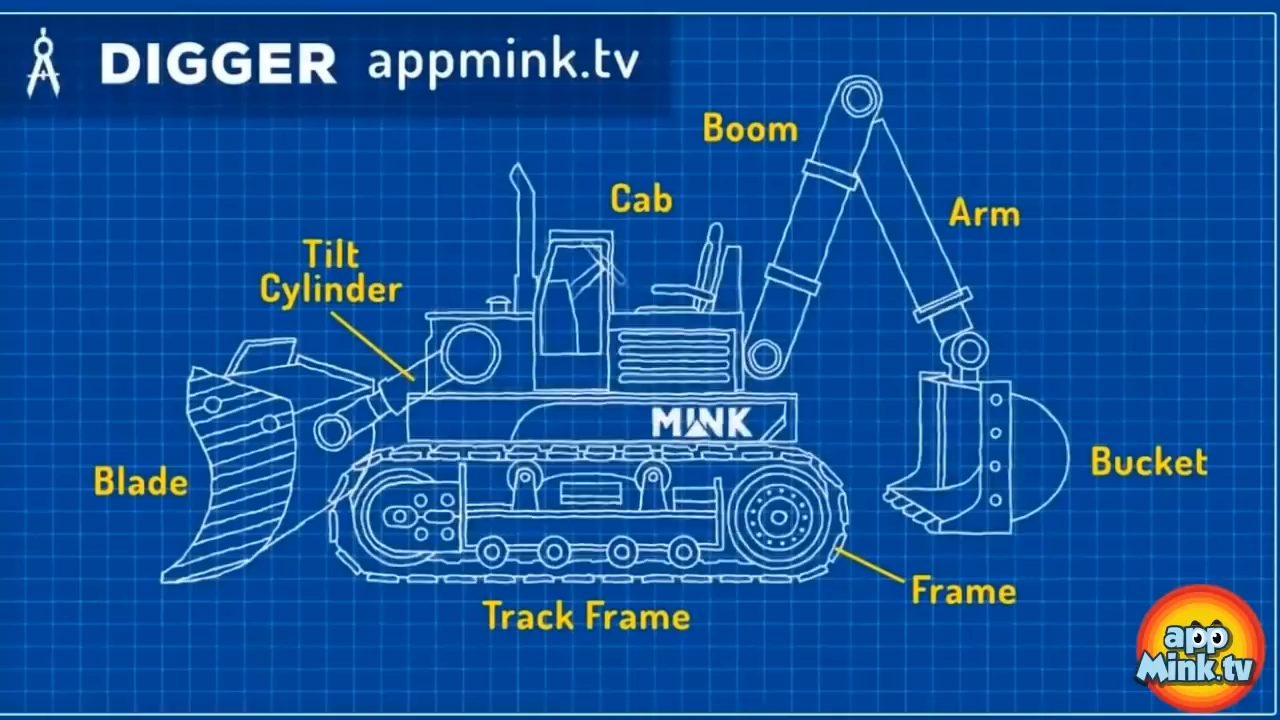 DIGGER appmink.tv
Boom
Cab
Arm
Tilt
Cylinder
MINK
Blade
Bucket
Frame
Track Frame
app
Mink.tv